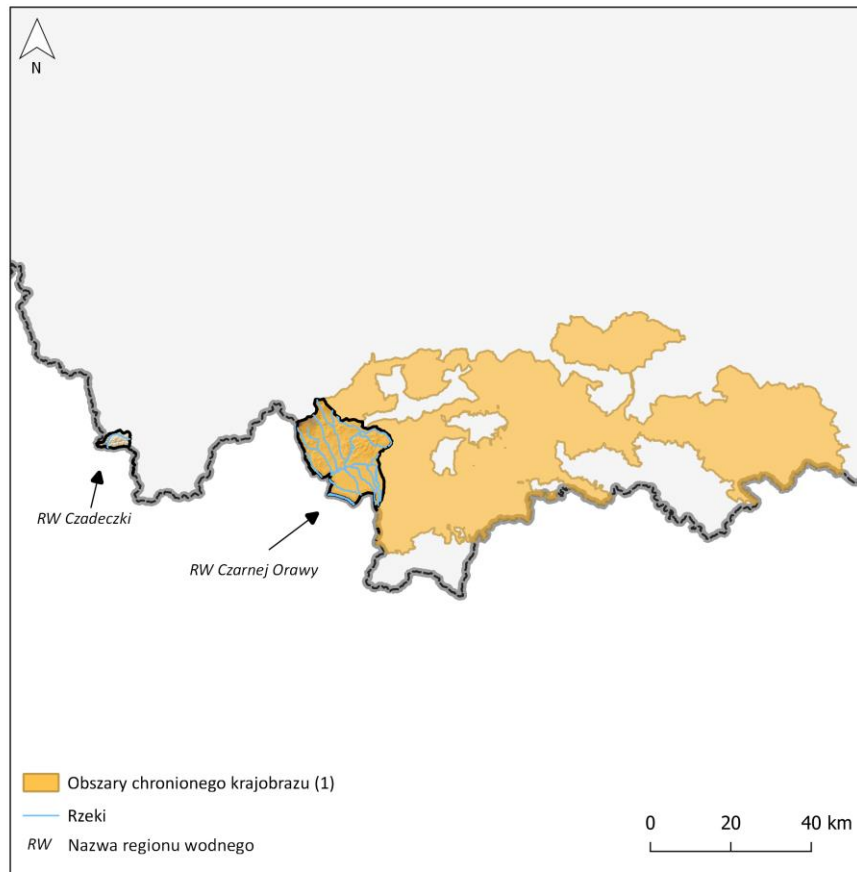 N
RW Czadeczki
RW Czarnej Orawy
Obszary chronionego krajobrazu (1)
Rzeki
RW Nazwa regionu wodnego
0 20 40 km